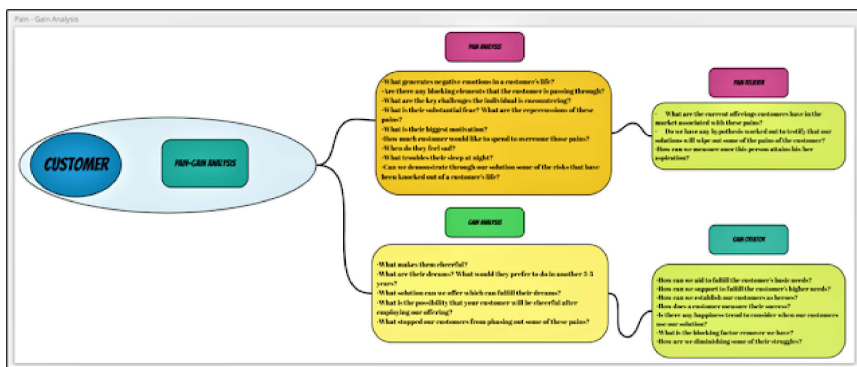 Pain - Gain Analysis
PAIN ANALYSIS
-What generates negative emotions in a customer's life?
-Are there any blocking elements that the customer is passing through?
-What are the key challenges the individual is encountering?
-What is their substantial fear? What are the repercussions of these
pains?
-What is their biggest motivation?
-How much customer would like to spend to overcome those pains?
-When do they feel sad?
-What troubles their sleep at night?
-Can we demonstrate through our solution some of the risks that have
been knocked out of a customer's life?
PAIN RELIEVER
- What are the current offerings customers have in the
market associated with these pains?
- Do we have any hypothesis worked out to testify that our
solutions will wipe out some of the pains of the customer?
-How can we measure once this person attains his/her
aspiration?
CUSTOMER
PAIN-GAIN ANALYSIS
GAIN ANALYSIS
-What makes them cheerful?
-What are their dreams? What would they prefer to do in another 3-5
years?
-What solution can we offer which can fulfill their dreams?
-What is the possibility that your customer will be cheerful after
employing our offering?
-What stopped our customers from phasing out some of these pains?
GAIN CREATOR
-How can we aid to fulfill the customer's basic needs?
-How can we support to fulfill the customer's higher needs?
-How can we establish our customers as heroes?
-How does a customer measure their success?
-Is there any happiness trend to consider when our customers
use our solution?
-What is the blocking factor remover we have?
-How are we diminishing some of their struggles?